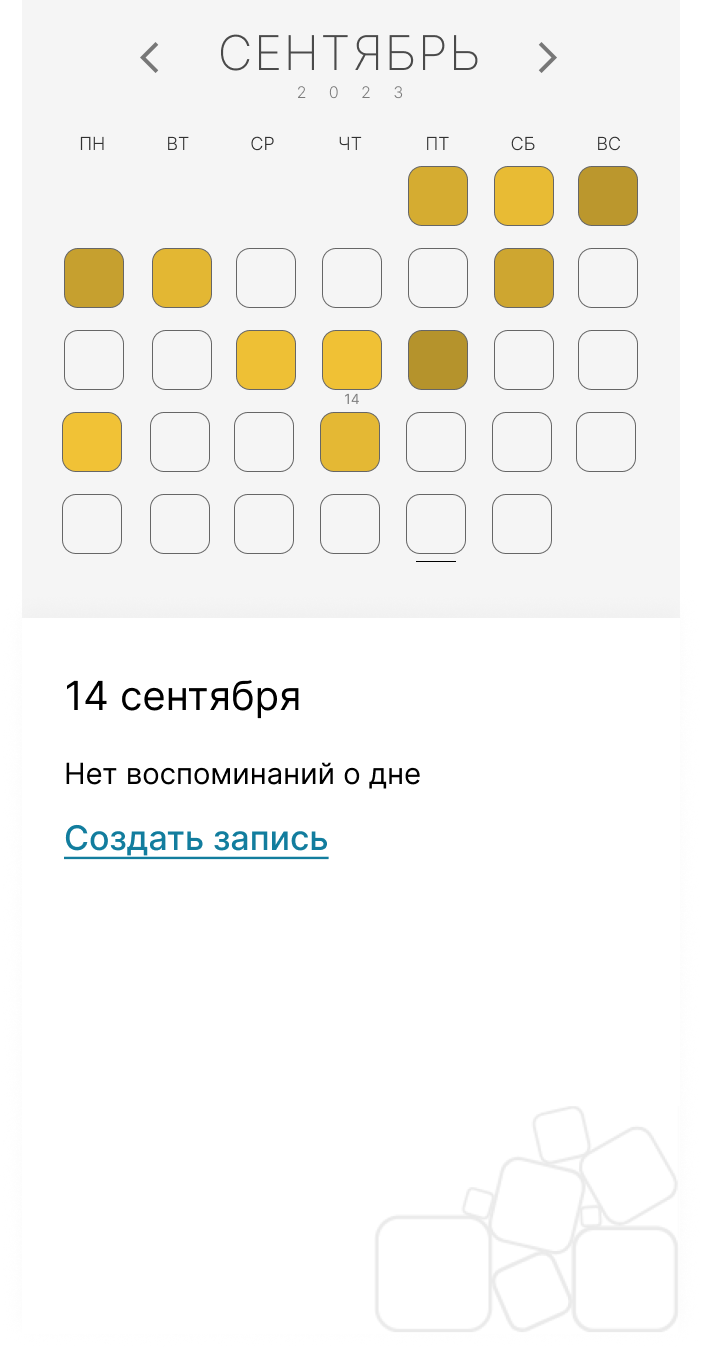 СЕНТЯБРЬ
2 0 2 3
ПН ВТ СР ЧТ ПТ СБ ВС
14
14 сентября
Нет воспоминаний о дне
Создать запись